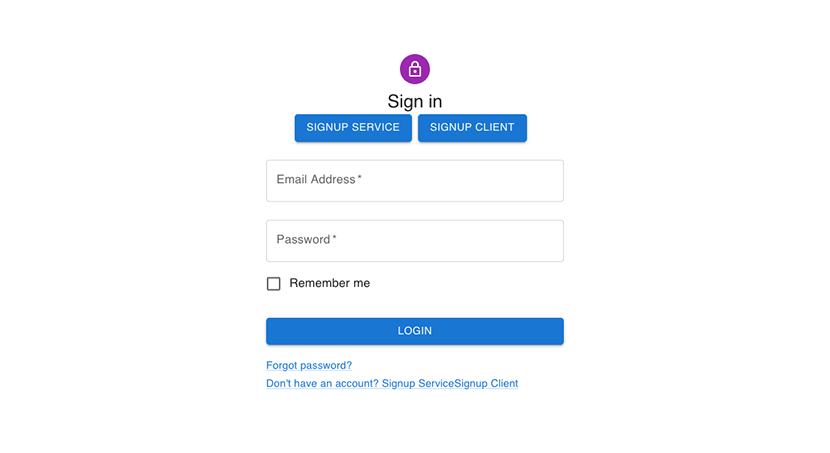 Sign in
SIGNUP SERVICE SIGNUP CLIENT
Email Address *
Password *
Remember me
LOGIN
Forgot password?
Don't have an account? Signup ServiceSignup Client